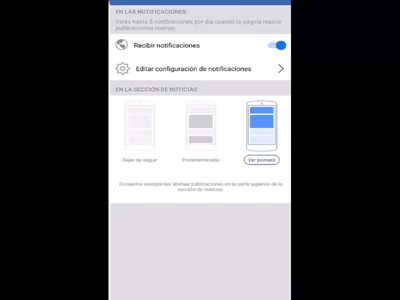 EN LAS NOTIFICACIONES
Verás hasta 5 notificaciones por día cuando la página realice
publicaciones nuevas.
Recibir notificaciones
Editar configuración de notificaciones
EN LA SECCIÓN DE NOTICIAS
Dejar de seguir
Predeterminado
Ver primero
Encuentra siempre las últimas publicaciones en la parte superior de la
sección de noticias.